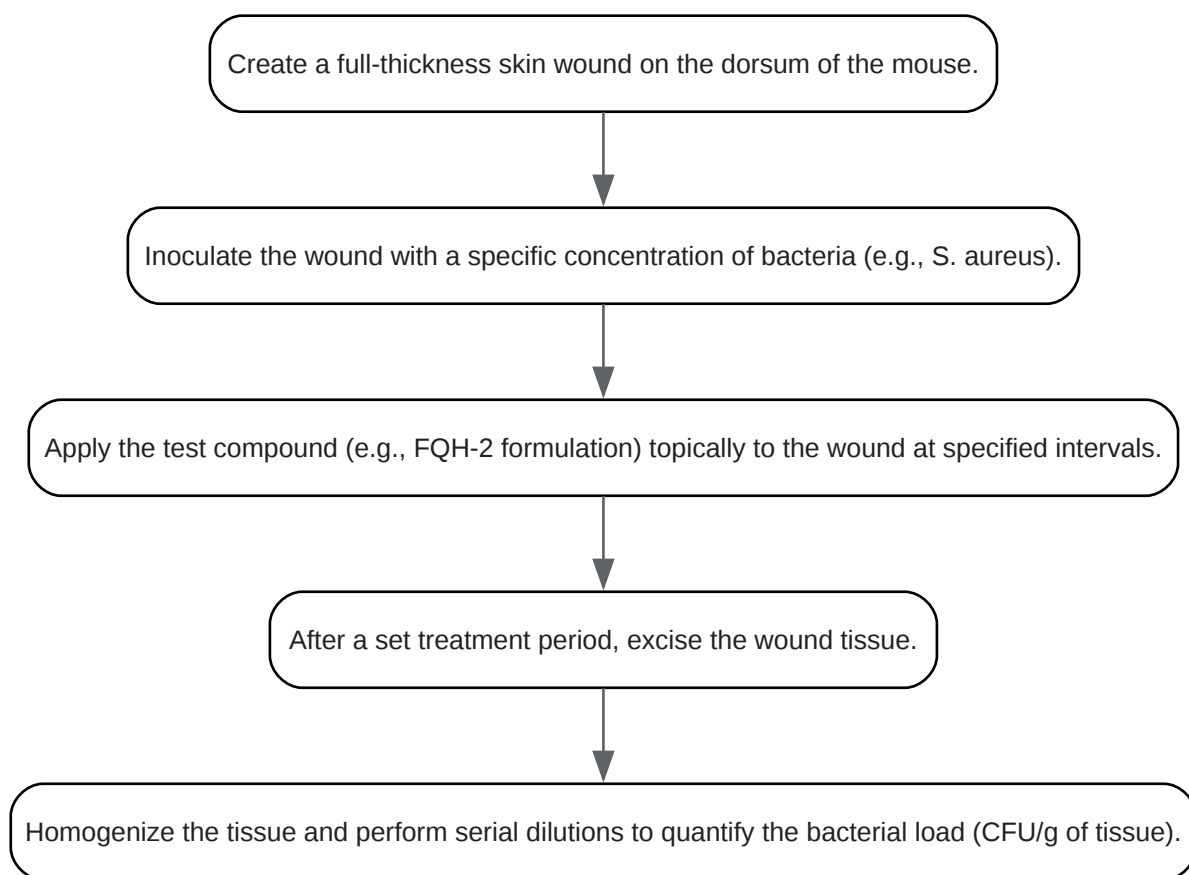 Create a full-thickness skin wound on the dorsum of the mouse.
Inoculate the wound with a specific concentration of bacteria (e.g., S. aureus).
Apply the test compound (e.g., FQH-2 formulation) topically to the wound at specified intervals.
After a set treatment period, excise the wound tissue.
Homogenize the tissue and perform serial dilutions to quantify the bacterial load (CFU/g of tissue).